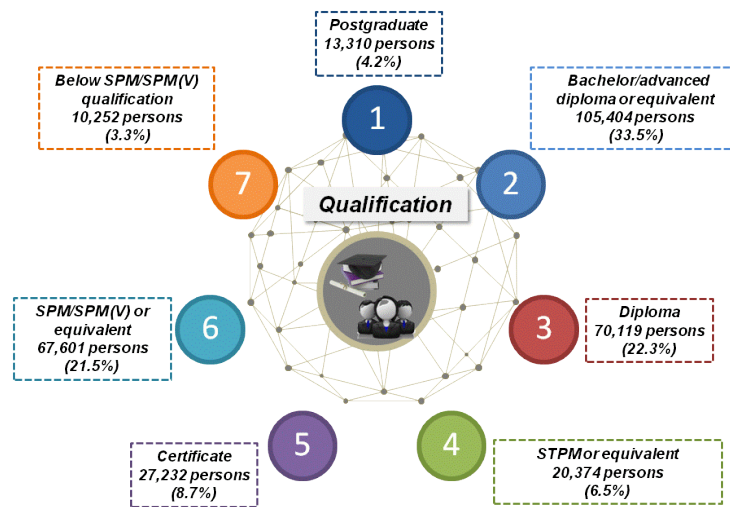 Postgraduate
13,310 persons
(4.2%)
1
Bachelor/advanced
diploma or equivalent
105,404 persons
(33.5%)
2
Diploma
70,119 persons
(22.3%)
3
STPM or equivalent
20,374 persons
(6.5%)
4
Certificate
27,232 persons
(8.7%)
5
SPM/SPM(V) or
equivalent
67,601 persons
(21.5%)
6
Below SPM/SPM(V)
qualification
10,252 persons
(3.3%)
7
Qualification